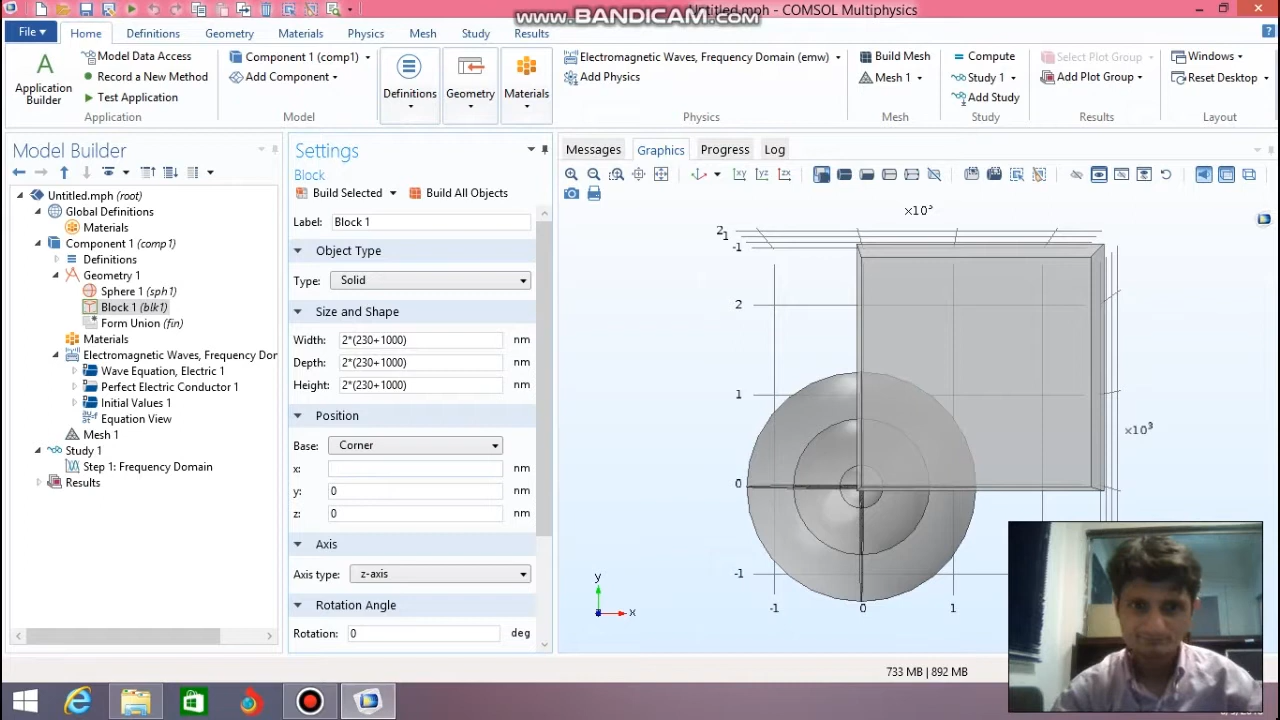 www.BANDICAM.com
Untitled.mph - COMSOL Multiphysics
File
Home
Definitions
Geometry
Materials
Physics
Mesh
Study
Results
Application Builder
Model Data Access
Record a New Method
Test Application
Application
Component 1 (comp1)
Add Component
Model
Definitions
Geometry
Materials
Electromagnetic Waves, Frequency Domain (emw)
Add Physics
Physics
Build Mesh
Mesh 1
Mesh
Compute
Study 1
Add Study
Study
Select Plot Group
Add Plot Group
Results
Windows
Reset Desktop
Layout
Model Builder
Untitled.mph (root)
Global Definitions
Materials
Component 1 (comp1)
Definitions
Geometry 1
Sphere 1 (sph1)
Block 1 (blk1)
Form Union (fin)
Materials
Electromagnetic Waves, Frequency Don
Wave Equation, Electric 1
Perfect Electric Conductor 1
Initial Values 1
Equation View
Mesh 1
Study 1
Step 1: Frequency Domain
Results
Settings
Block
Build Selected
Build All Objects
Label: Block 1
Object Type
Type: Solid
Size and Shape
Width: 2*(230+1000) nm
Depth: 2*(230+1000) nm
Height: 2*(230+1000) nm
Position
Base: Corner
x: nm
y: 0 nm
z: 0 nm
Axis
Axis type: z-axis
Rotation Angle
Rotation: 0 deg
Messages
Graphics
Progress
Log
xy
yz
zx
×10³
2
1
-1
2
1
0
-1
×10³
-1
0
1
y
x
733 MB | 892 MB